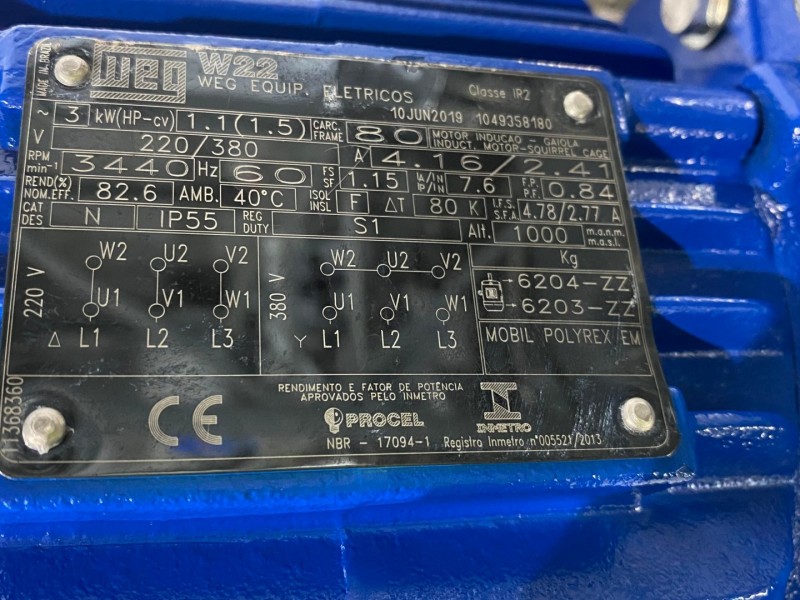 MADE IN BRAZIL
WEG W22
WEG EQUIP. ELETRICOS Classe IR2
10JUN2019 1049358180
~ 3 kW(HP-cv) 1.1(1.5) CARC. FRAME 80 MOTOR INDUCAO - GAIOLA INDUCT. MOTOR-SQUIRREL CAGE
V 220/380 A 4.16/2.41
RPM min-1 3440 Hz 60 FS SF 1.15 IA/IN IP/IN 7.6 F.P. P.F. 0.84
REND(%) NOM.EFF. 82.6 AMB. 40°C ISOL INSL F ΔT 80 K I.F.S. S.F.A 4.78/2.77 A
CAT DES N IP55 REG DUTY S1 Alt. 1000 m.a.n.m. m.a.s.l.
220 V W2 U2 V2
U1 V1 W1
Δ L1 L2 L3
380 V W2 U2 V2
U1 V1 W1
Y L1 L2 L3
Kg
6204-ZZ
6203-ZZ
MOBIL POLYREX EM
11368360
RENDIMENTO E FATOR DE POTÊNCIA
APROVADOS PELO INMETRO
CE PROCEL INMETRO
NBR - 17094-1 Registro Inmetro n°005521/2013